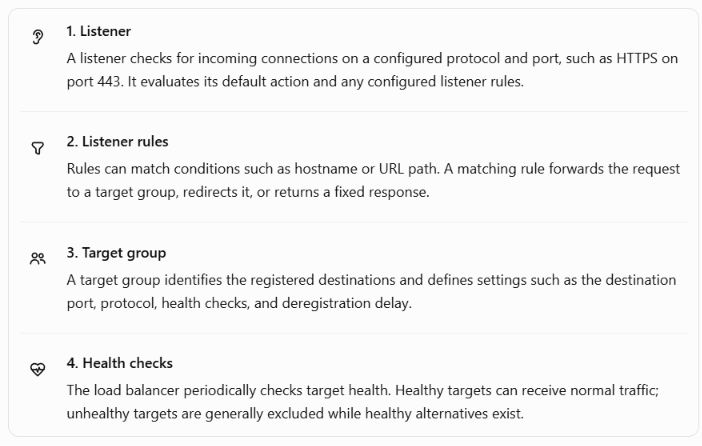 1. Listener
A listener checks for incoming connections on a configured protocol and port, such as HTTPS on
port 443. It evaluates its default action and any configured listener rules.
2. Listener rules
Rules can match conditions such as hostname or URL path. A matching rule forwards the request
to a target group, redirects it, or returns a fixed response.
3. Target group
A target group identifies the registered destinations and defines settings such as the destination
port, protocol, health checks, and deregistration delay.
4. Health checks
The load balancer periodically checks target health. Healthy targets can receive normal traffic;
unhealthy targets are generally excluded while healthy alternatives exist.